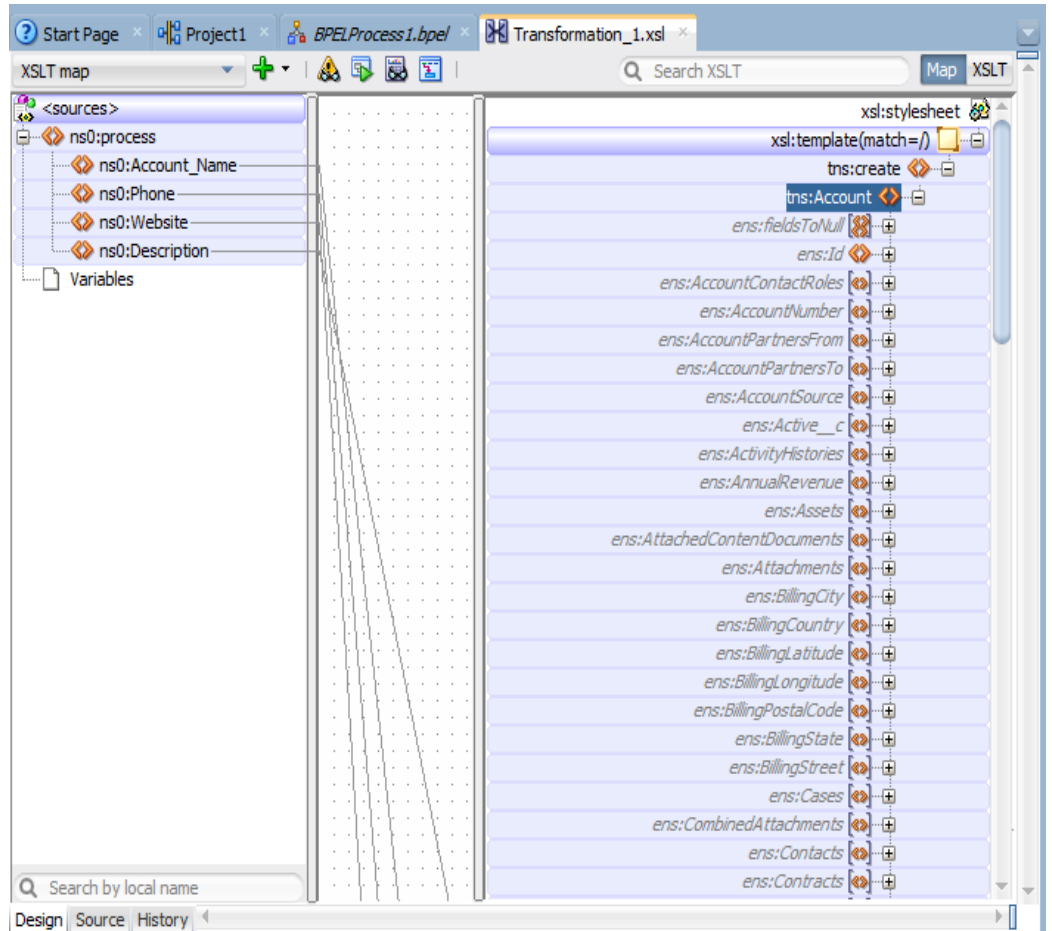 Start Page Project1 BPELProcess1.bpel Transformation_1.xsl
XSLT map Search XSLT Map XSLT
<sources>
ns0:process
ns0:Account_Name
ns0:Phone
ns0:Website
ns0:Description
Variables
Search by local name
xsl:stylesheet
xsl:template(match=/)
tns:create
tns:Account
ens:fieldsToNull
ens:Id
ens:AccountContactRoles
ens:AccountNumber
ens:AccountPartnersFrom
ens:AccountPartnersTo
ens:AccountSource
ens:Active__c
ens:ActivityHistories
ens:AnnualRevenue
ens:Assets
ens:AttachedContentDocuments
ens:Attachments
ens:BillingCity
ens:BillingCountry
ens:BillingLatitude
ens:BillingLongitude
ens:BillingPostalCode
ens:BillingState
ens:BillingStreet
ens:Cases
ens:CombinedAttachments
ens:Contacts
ens:Contracts
Design Source History